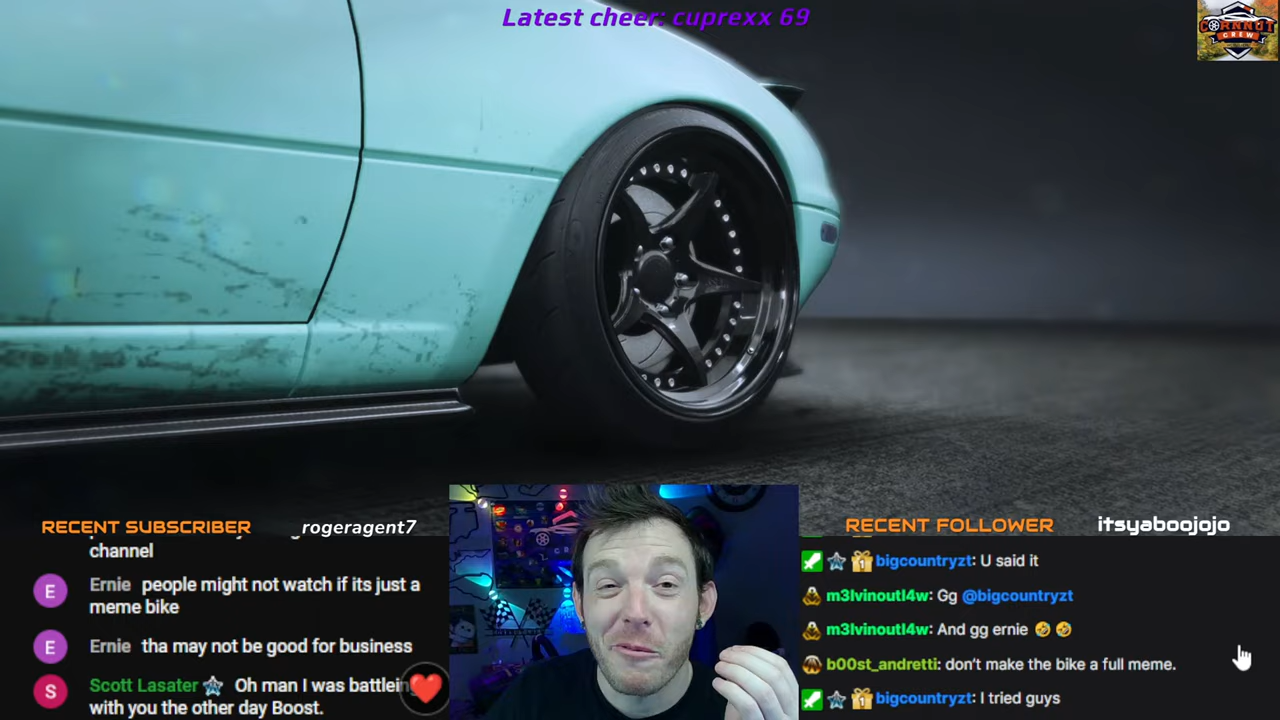 Latest cheer: cuprexx 69
CORNNUT
CREW
RECENT SUBSCRIBER rogeragent7
channel
Ernie people might not watch if its just a
meme bike
Ernie tha may not be good for business
Scott Lasater Oh man I was battlein
with you the other day Boost.
RECENT FOLLOWER itsyaboojojo
bigcountryzt: U said it
m3lvinoutl4w: Gg @bigcountryzt
m3lvinoutl4w: And gg ernie 🤣 🤣
b00st_andretti: don't make the bike a full meme.
bigcountryzt: I tried guys